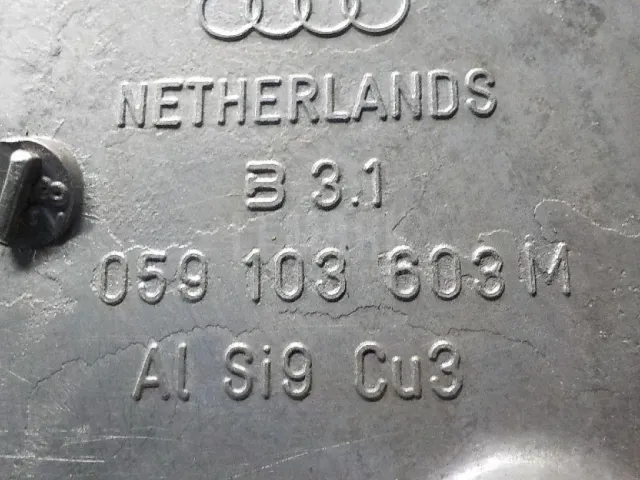 NETHERLANDS
B 3.1
059 103 603 M
Al Si9 Cu3